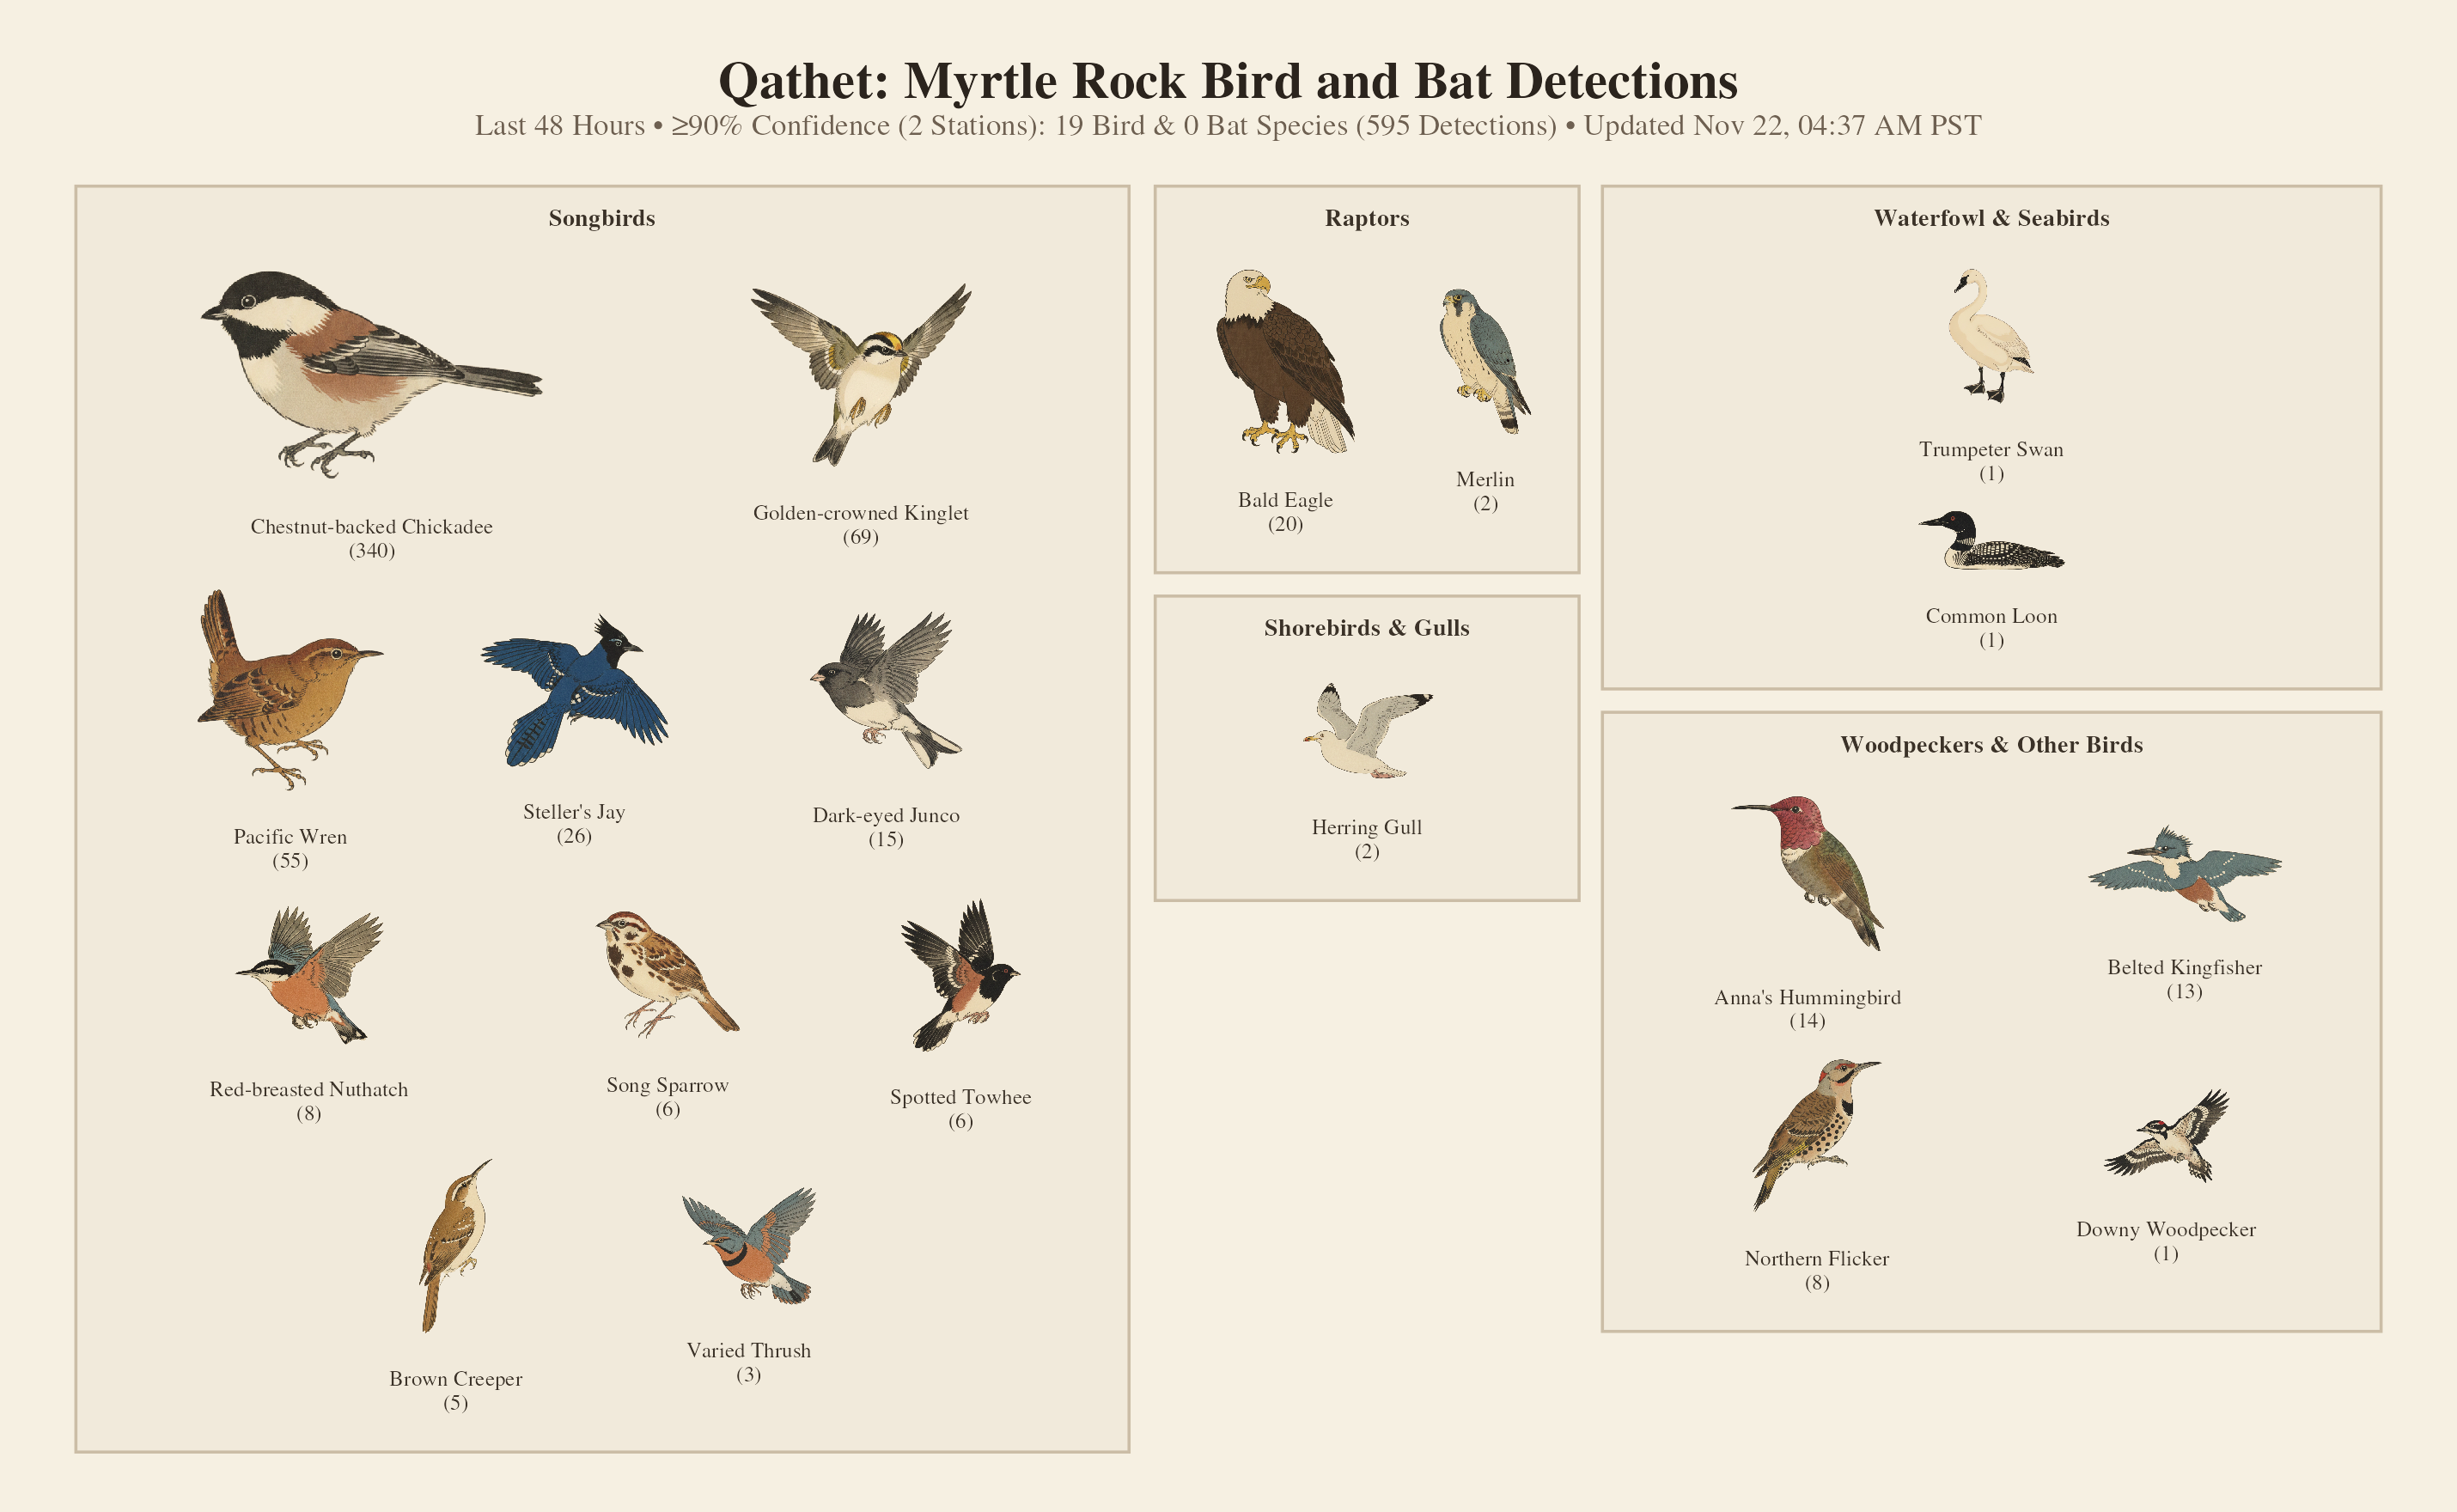 Qathet: Myrtle Rock Bird and Bat Detections
Last 48 Hours • ≥90% Confidence (2 Stations): 19 Bird & 0 Bat Species (595 Detections) • Updated Nov 22, 04:37 AM PST
Songbirds
Chestnut-backed Chickadee
(340)
Golden-crowned Kinglet
(69)
Pacific Wren
(55)
Steller's Jay
(26)
Dark-eyed Junco
(15)
Red-breasted Nuthatch
(8)
Song Sparrow
(6)
Spotted Towhee
(6)
Brown Creeper
(5)
Varied Thrush
(3)
Raptors
Bald Eagle
(20)
Merlin
(2)
Shorebirds & Gulls
Herring Gull
(2)
Waterfowl & Seabirds
Trumpeter Swan
(1)
Common Loon
(1)
Woodpeckers & Other Birds
Anna's Hummingbird
(14)
Belted Kingfisher
(13)
Northern Flicker
(8)
Downy Woodpecker
(1)